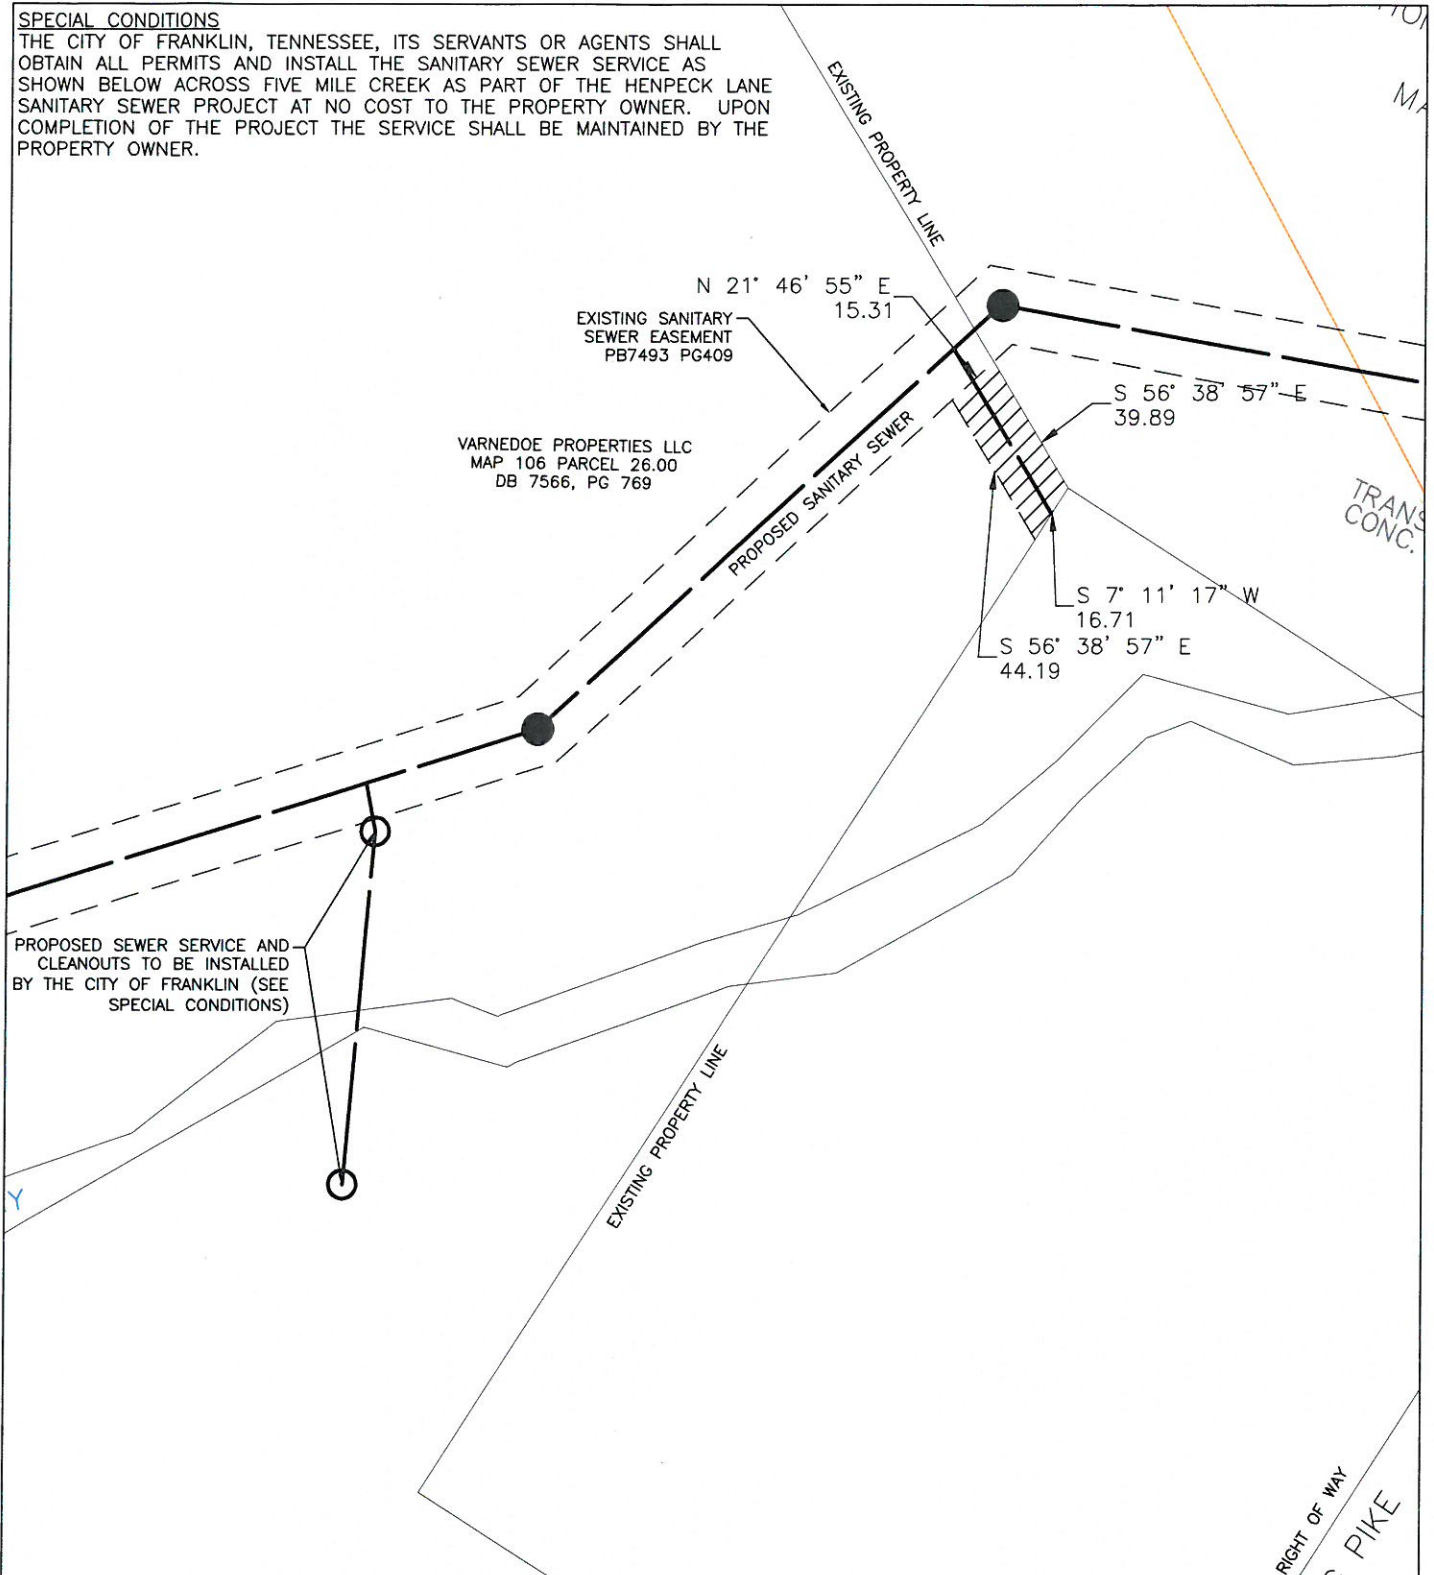 SPECIAL CONDITIONS
THE CITY OF FRANKLIN, TENNESSEE, ITS SERVANTS OR AGENTS SHALL
OBTAIN ALL PERMITS AND INSTALL THE SANITARY SEWER SERVICE AS
SHOWN BELOW ACROSS FIVE MILE CREEK AS PART OF THE HENPECK LANE
SANITARY SEWER PROJECT AT NO COST TO THE PROPERTY OWNER. UPON
COMPLETION OF THE PROJECT THE SERVICE SHALL BE MAINTAINED BY THE
PROPERTY OWNER.
EXISTING PROPERTY LINE
N 21° 46' 55" E
15.31
EXISTING SANITARY
SEWER EASEMENT
PB7493 PG409
S 56° 38' 57" E
39.89
VARNEDOE PROPERTIES LLC
MAP 106 PARCEL 26.00
DB 7566, PG 769
PROPOSED SANITARY SEWER
TRANS
CONC.
S 7° 11' 17" W
16.71
S 56° 38' 57" E
44.19
PROPOSED SEWER SERVICE AND
CLEANOUTS TO BE INSTALLED
BY THE CITY OF FRANKLIN (SEE
SPECIAL CONDITIONS)
EXISTING PROPERTY LINE
Y
RIGHT OF WAY
PIKE